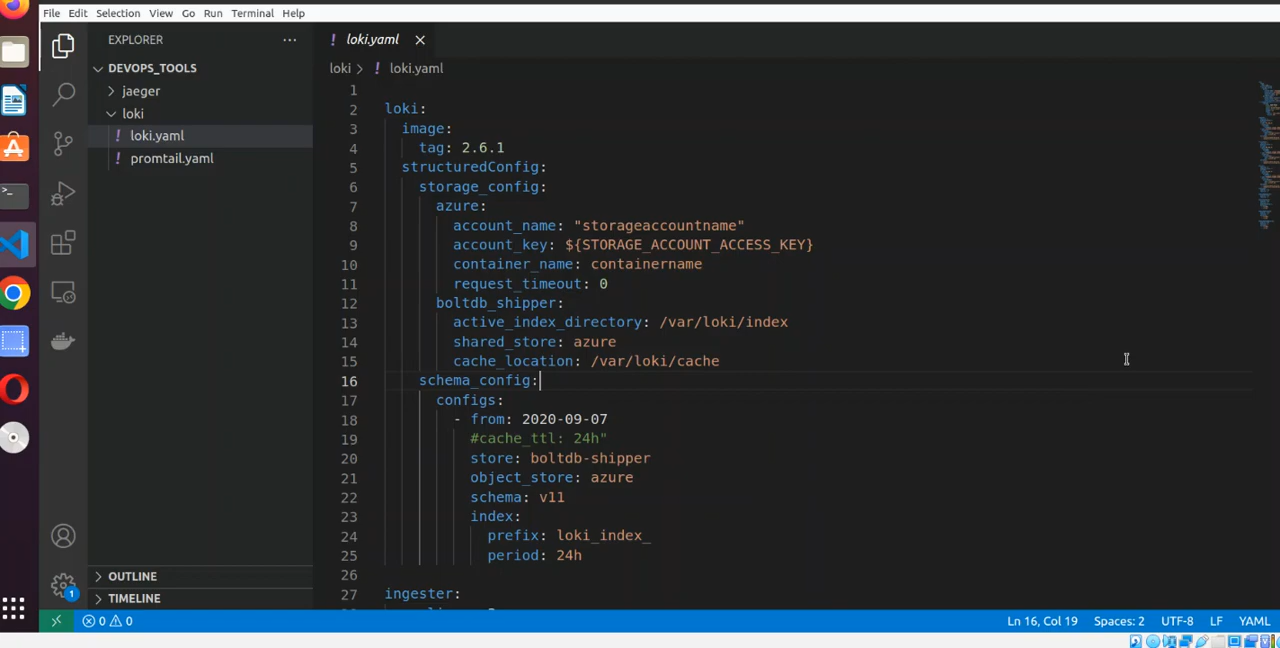 File Edit Selection View Go Run Terminal Help
EXPLORER
DEVOPS_TOOLS
jaeger
loki
! loki.yaml
! promtail.yaml
OUTLINE
TIMELINE
! loki.yaml
loki > ! loki.yaml
1
2 loki:
3   image:
4     tag: 2.6.1
5   structuredConfig:
6     storage_config:
7       azure:
8         account_name: "storageaccountname"
9         account_key: ${STORAGE_ACCOUNT_ACCESS_KEY}
10         container_name: containername
11         request_timeout: 0
12       boltdb_shipper:
13         active_index_directory: /var/loki/index
14         shared_store: azure
15         cache_location: /var/loki/cache
16     schema_config:
17       configs:
18         - from: 2020-09-07
19           #cache_ttl: 24h"
20           store: boltdb-shipper
21           object_store: azure
22           schema: v11
23           index:
24             prefix: loki_index_
25             period: 24h
26
27 ingester:
1
0 0
Ln 16, Col 19 Spaces: 2 UTF-8 LF YAML